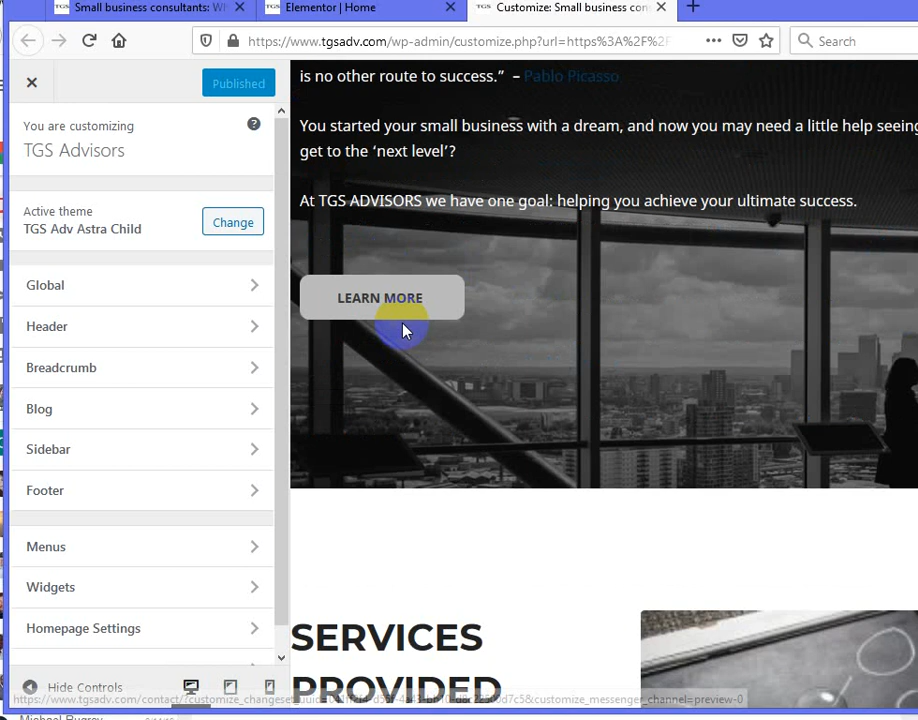 TGS Small business consultants: W
TGS Elementor | Home
TGS Customize: Small business con
https://www.tgsadv.com/wp-admin/customize.php?url=https%3A%2F%2F
Search
Published
You are customizing
TGS Advisors
Active theme
TGS Adv Astra Child
Change
Global
Header
Breadcrumb
Blog
Sidebar
Footer
Menus
Widgets
Homepage Settings
Hide Controls
is no other route to success.” – Pablo Picasso
You started your small business with a dream, and now you may need a little help seeing
get to the ‘next level’?
At TGS ADVISORS we have one goal: helping you achieve your ultimate success.
LEARN MORE
SERVICES
PROVIDED